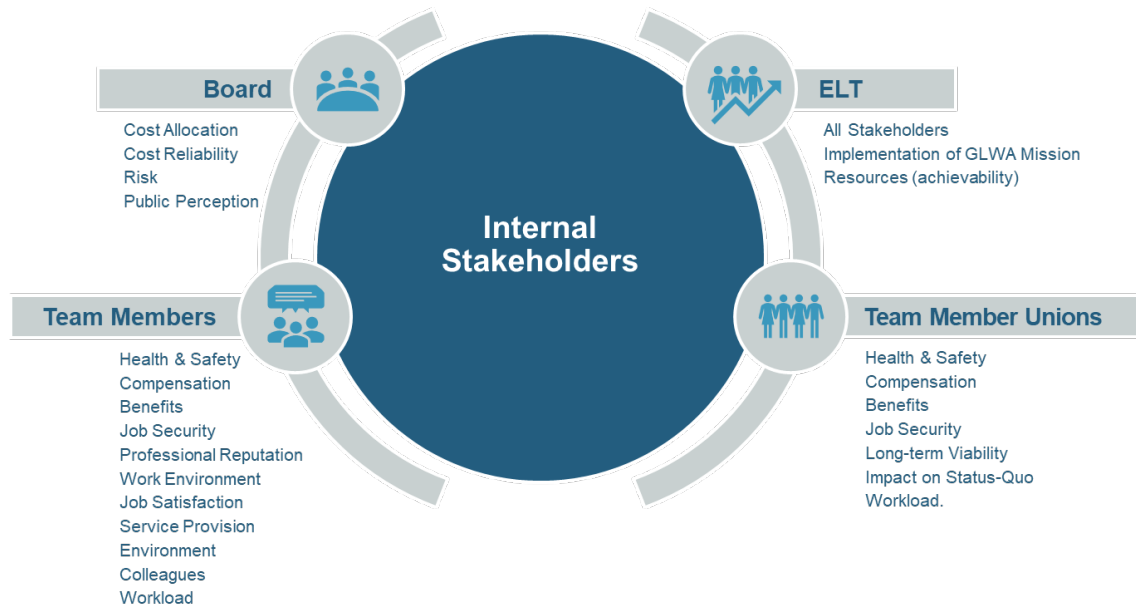 Board
Cost Allocation
Cost Reliability
Risk
Public Perception
ELT
All Stakeholders
Implementation of GLWA Mission
Resources (achievability)
Internal
Stakeholders
Team Members
Health & Safety
Compensation
Benefits
Job Security
Professional Reputation
Work Environment
Job Satisfaction
Service Provision
Environment
Colleagues
Workload
Team Member Unions
Health & Safety
Compensation
Benefits
Job Security
Long-term Viability
Impact on Status-Quo
Workload.